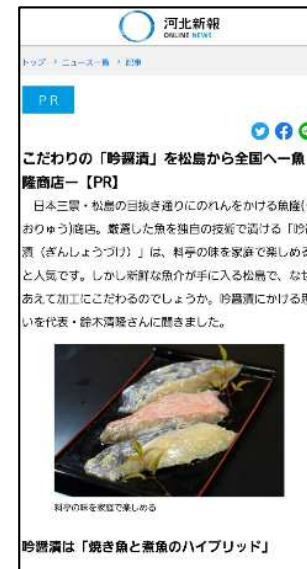 河北新報
ONLINE NEWS
トップ > ニュース一覧 > 記事
PR
こだわりの「吟醤漬」を松島から全国へー魚
隆商店ー【PR】
日本三景・松島の目抜き通りにのれんをかける魚隆(
おりゅう)商店。厳選した魚を独自の技術で漬ける「吟醤
漬（ぎんしょうづけ）」は、料亭の味を家庭で楽しめる
と人気です。しかし新鮮な魚介が手に入る松島で、なぜ
あえて加工にこだわるのでしょうか。吟醤漬にかける思
いを代表・鈴木清隆さんに聞きました。
料亭の味を家庭で楽しめる
吟醤漬は「焼き魚と煮魚のハイブリッド」